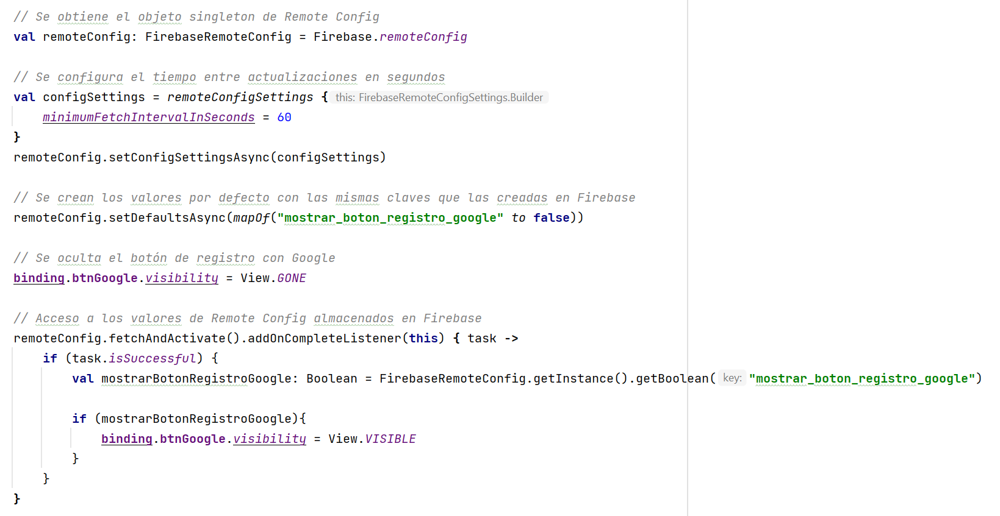 // Se obtiene el objeto singleton de Remote Config
val remoteConfig: FirebaseRemoteConfig = Firebase.remoteConfig
// Se configura el tiempo entre actualizaciones en segundos
val configSettings = remoteConfigSettings { this: FirebaseRemoteConfigSettings.Builder
    minimumFetchIntervalInSeconds = 60
}
remoteConfig.setConfigSettingsAsync(configSettings)
// Se crean los valores por defecto con las mismas claves que las creadas en Firebase
remoteConfig.setDefaultsAsync(mapOf("mostrar_boton_registro_google" to false))
// Se oculta el botón de registro con Google
binding.btnGoogle.visibility = View.GONE
// Acceso a los valores de Remote Config almacenados en Firebase
remoteConfig.fetchAndActivate().addOnCompleteListener(this) { task ->
    if (task.isSuccessful) {
        val mostrarBotonRegistroGoogle: Boolean = FirebaseRemoteConfig.getInstance().getBoolean( key: "mostrar_boton_registro_google")
        if (mostrarBotonRegistroGoogle){
            binding.btnGoogle.visibility = View.VISIBLE
        }
    }
}